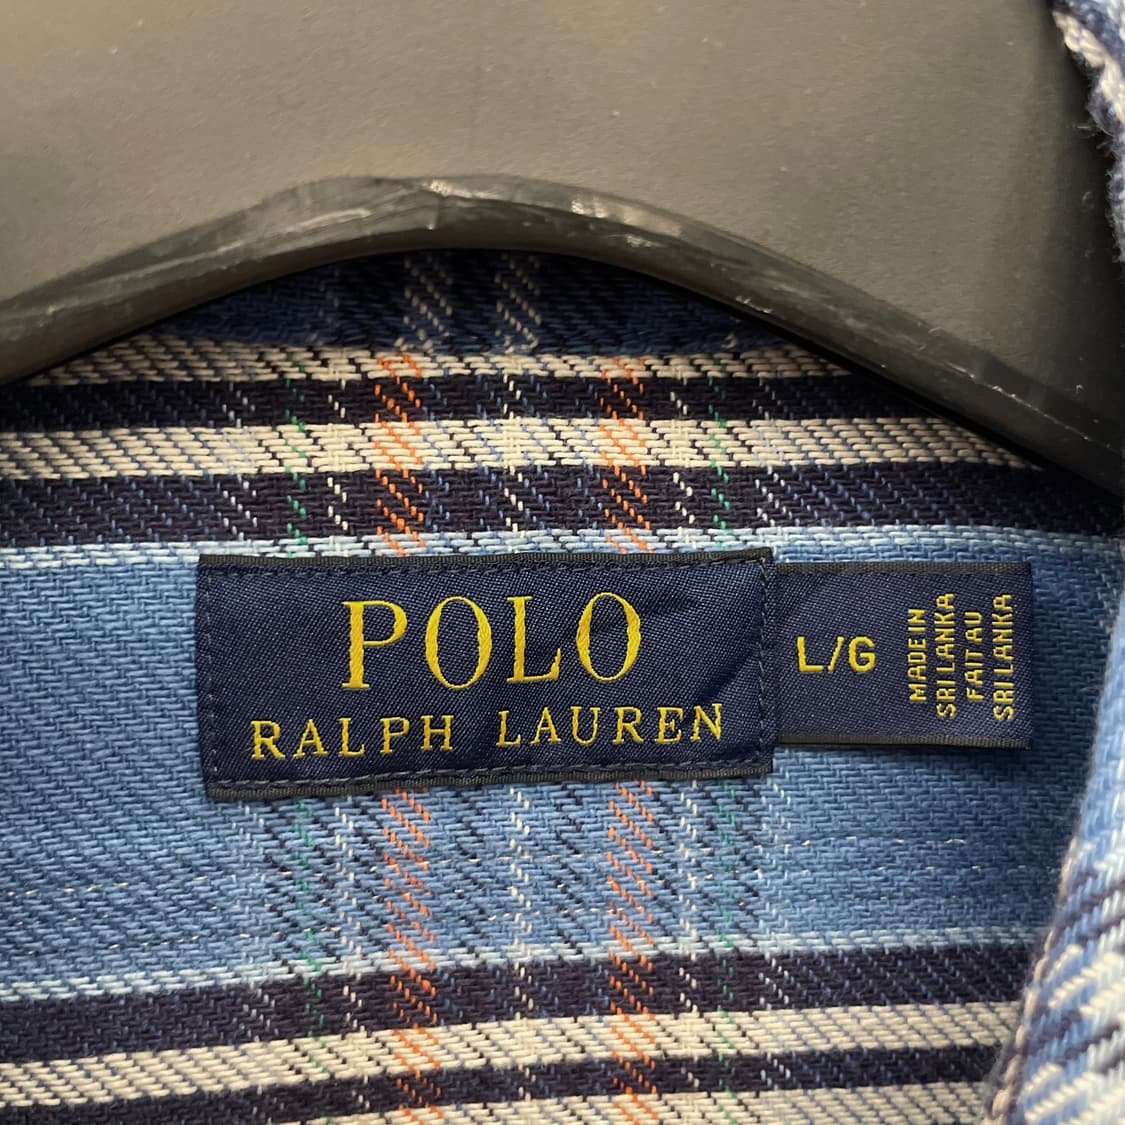 POLO
RALPH LAUREN
L/G
MADE IN
SRI LANKA
FAIT AU
SRI LANKA